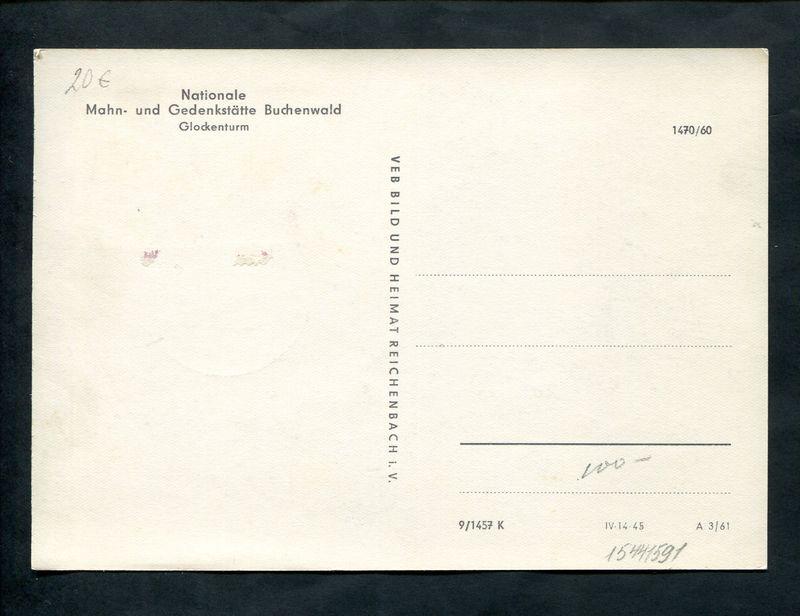 20 €
Nationale
Mahn- und Gedenkstätte Buchenwald
Glockenturm
1470/60
VEB BILD UND HEIMAT REICHENBACH i. V.
100-
9/1457 K
IV-14-45
A 3/61
15441591